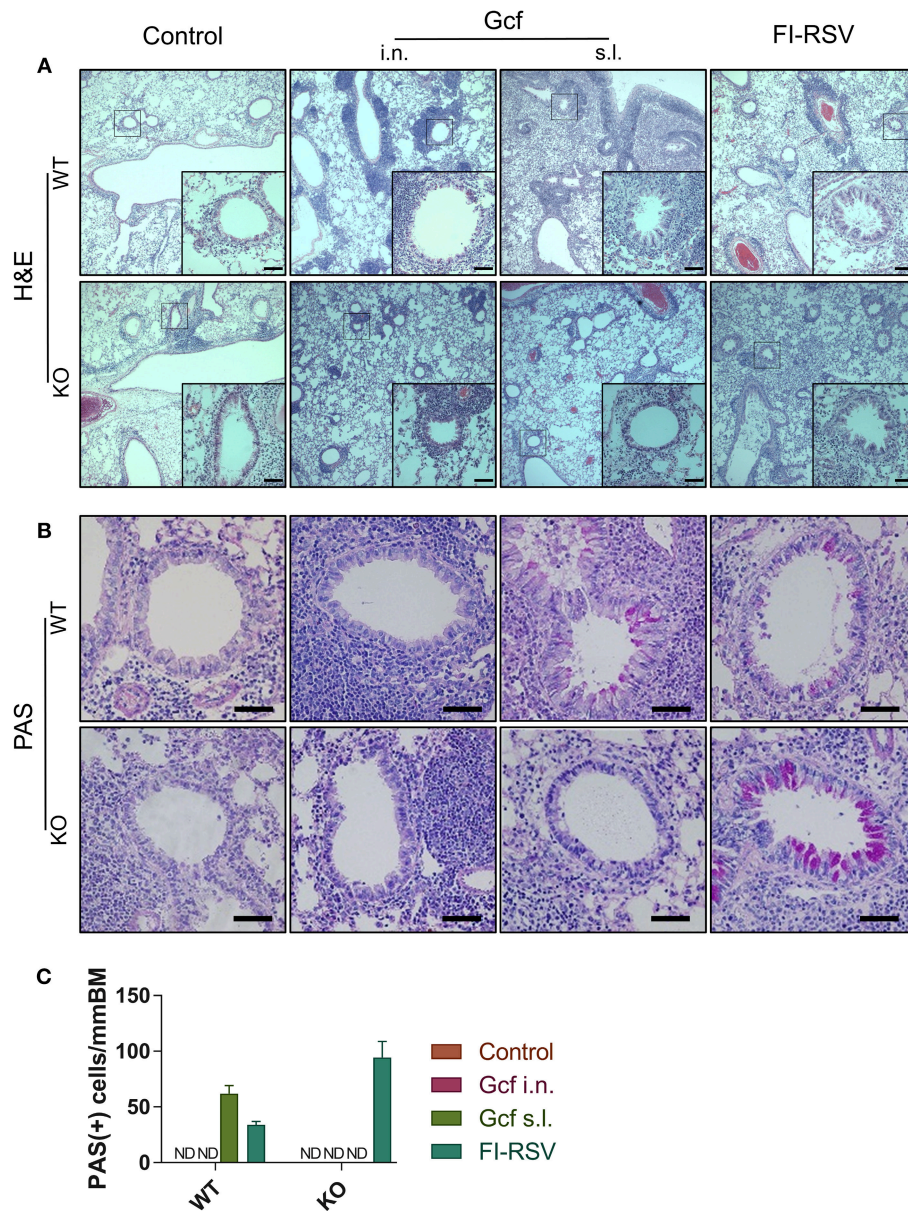 Control
Gcf
i.n.
s.l.
FI-RSV
A
H&E
WT
KO
B
PAS
WT
KO
C
PAS(+) cells/mmBM
150
100
50
0
ND ND
ND ND ND
WT
KO
Control
Gcf i.n.
Gcf s.l.
FI-RSV